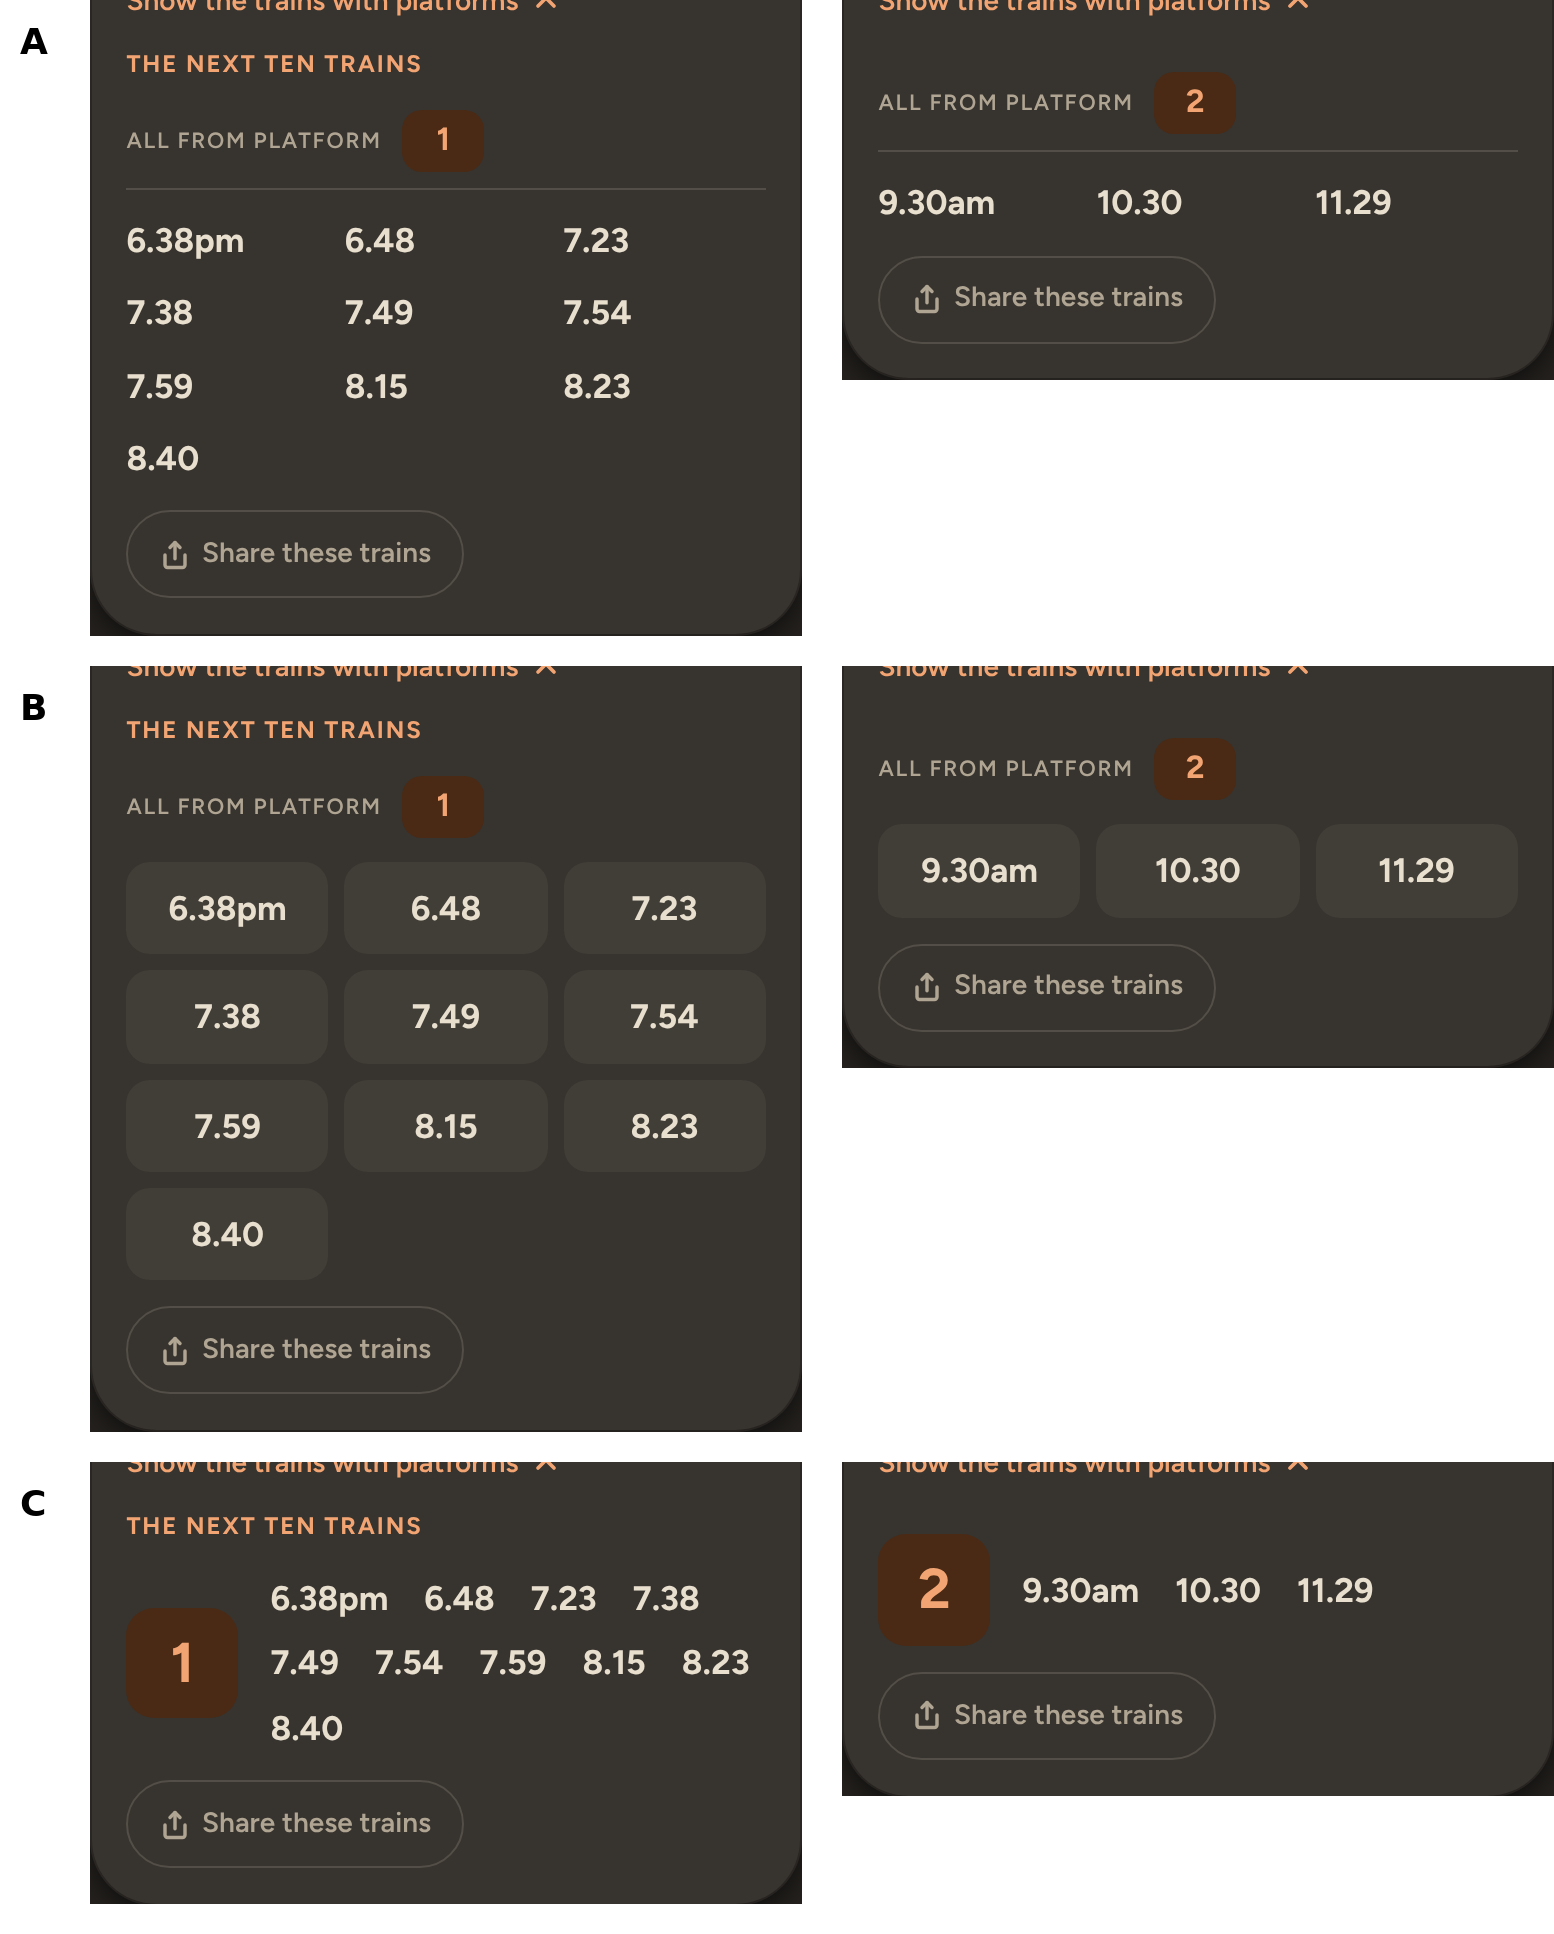 A
Show the trains with platforms
THE NEXT TEN TRAINS
ALL FROM PLATFORM 1
6.38pm 6.48 7.23
7.38 7.49 7.54
7.59 8.15 8.23
8.40
Share these trains
Show the trains with platforms
ALL FROM PLATFORM 2
9.30am 10.30 11.29
Share these trains
B
Show the trains with platforms
THE NEXT TEN TRAINS
ALL FROM PLATFORM 1
6.38pm 6.48 7.23
7.38 7.49 7.54
7.59 8.15 8.23
8.40
Share these trains
Show the trains with platforms
ALL FROM PLATFORM 2
9.30am 10.30 11.29
Share these trains
C
Show the trains with platforms
THE NEXT TEN TRAINS
1
6.38pm 6.48 7.23 7.38
7.49 7.54 7.59 8.15 8.23
8.40
Share these trains
Show the trains with platforms
2
9.30am 10.30 11.29
Share these trains